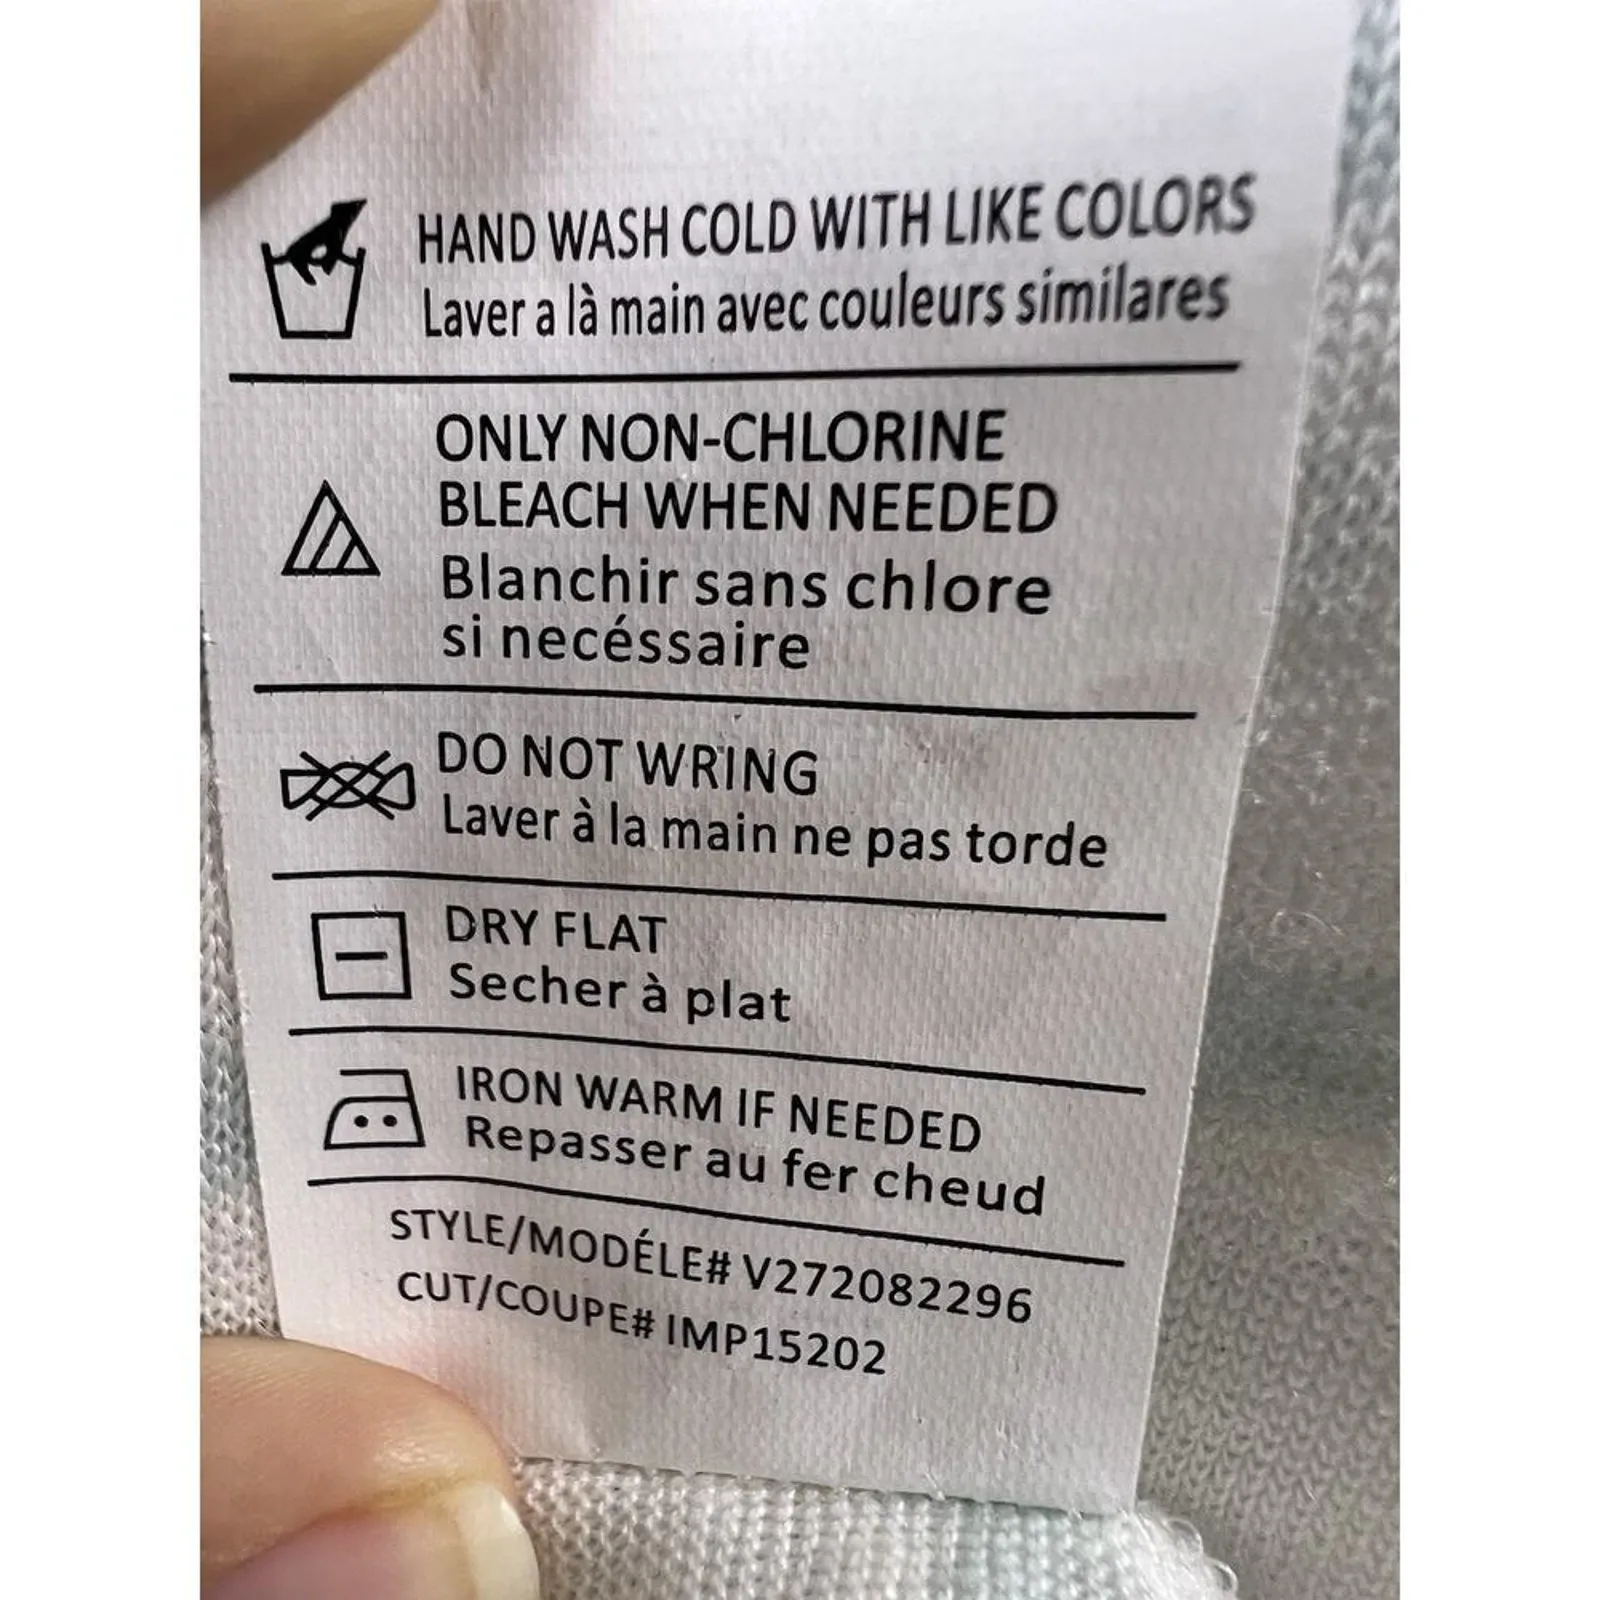 HAND WASH COLD WITH LIKE COLORS
Laver a là main avec couleurs similares
ONLY NON-CHLORINE
BLEACH WHEN NEEDED
Blanchir sans chlore
si necéssaire
DO NOT WRING
Laver à la main ne pas torde
DRY FLAT
Secher à plat
IRON WARM IF NEEDED
Repasser au fer cheud
STYLE/MODÉLE# V272082296
CUT/COUPE# IMP15202